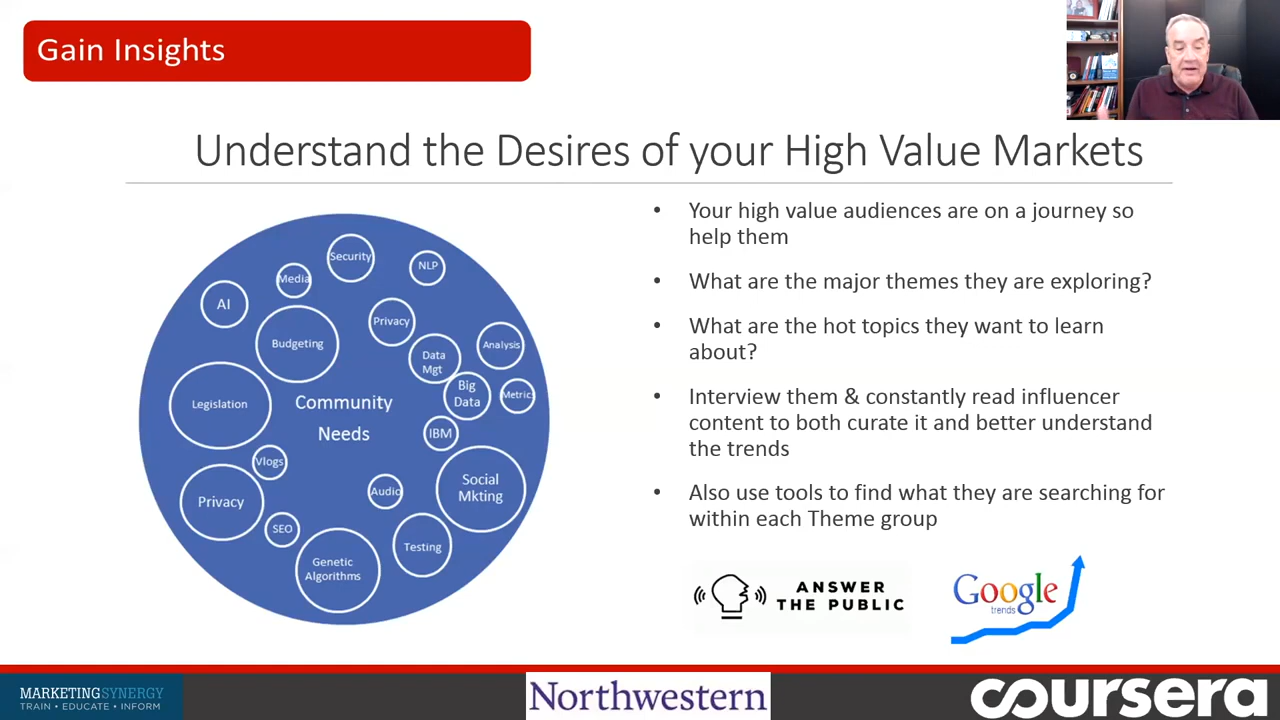 Gain Insights
Understand the Desires of your High Value Markets
Security
NLP
Media
AI
Privacy
Budgeting
Analysis
Data
Mgt
Big
Data
Metrics
Legislation
Community
Needs
IBM
Vlogs
Social
Mkting
Audio
Privacy
SEO
Testing
Genetic
Algorithms
• Your high value audiences are on a journey so
help them
• What are the major themes they are exploring?
• What are the hot topics they want to learn
about?
• Interview them & constantly read influencer
content to both curate it and better understand
the trends
• Also use tools to find what they are searching for
within each Theme group
ANSWER
THE PUBLIC
Google
trends
MARKETINGSYNERGY
TRAIN • EDUCATE • INFORM
Northwestern
coursera